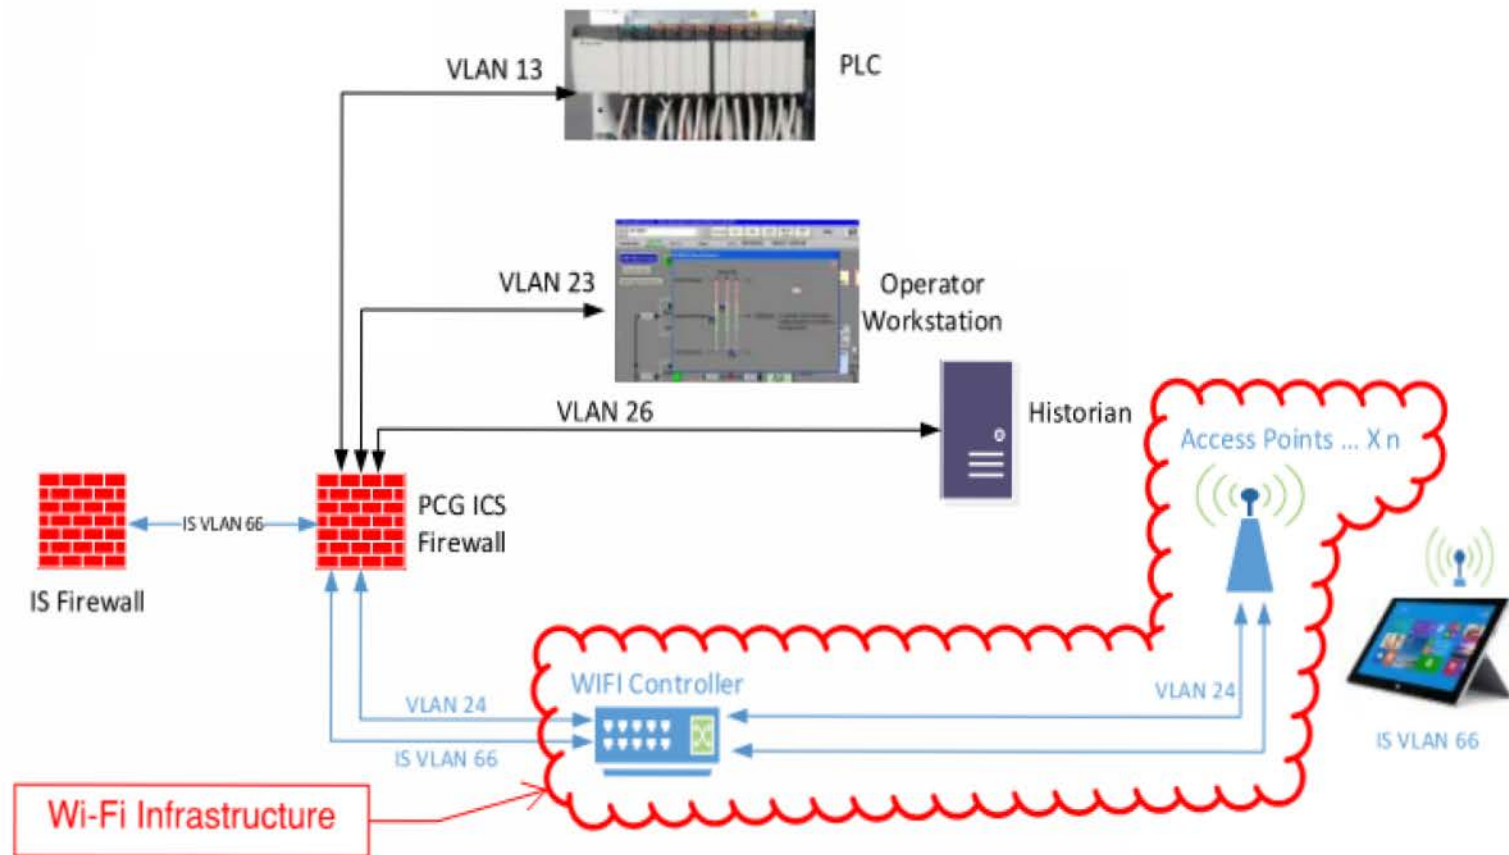 VLAN 13
PLC
VLAN 23
Operator
Workstation
VLAN 26
Historian
Access Points ... X n
IS VLAN 66
PCG ICS
Firewall
IS Firewall
WIFI Controller
VLAN 24
IS VLAN 66
VLAN 24
IS VLAN 66
Wi-Fi Infrastructure